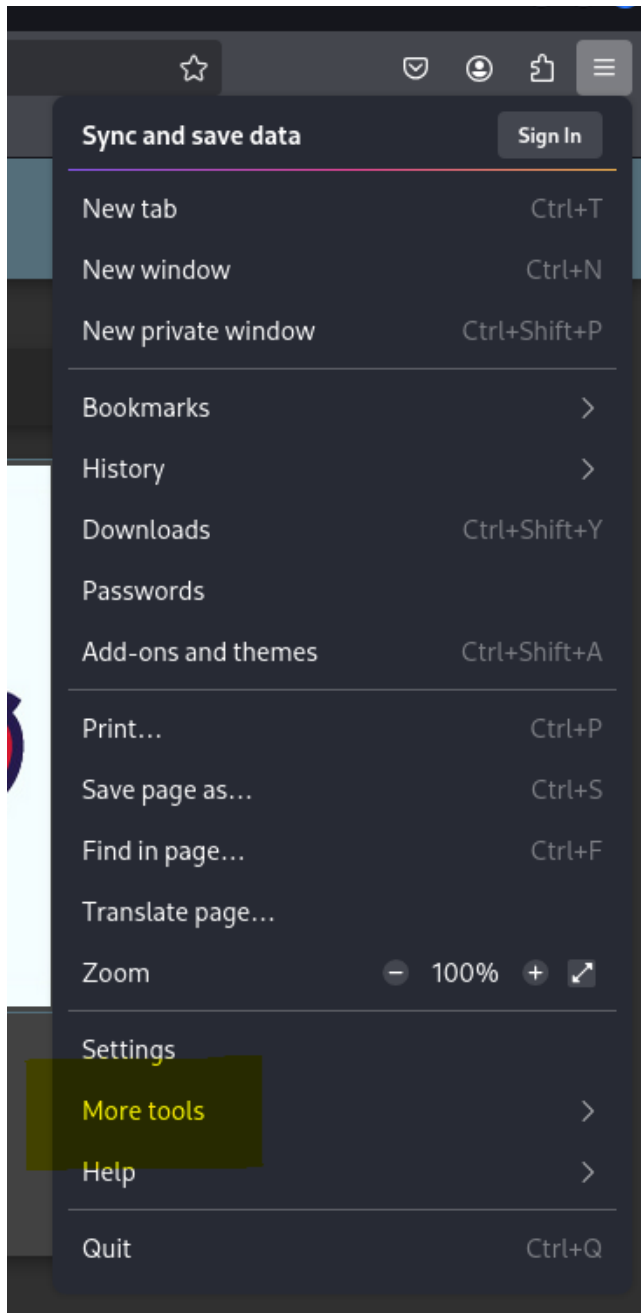 Sync and save data Sign In
New tab Ctrl+T
New window Ctrl+N
New private window Ctrl+Shift+P
Bookmarks
History
Downloads Ctrl+Shift+Y
Passwords
Add-ons and themes Ctrl+Shift+A
Print… Ctrl+P
Save page as… Ctrl+S
Find in page… Ctrl+F
Translate page…
Zoom − 100% +
Settings
More tools
Help
Quit Ctrl+Q